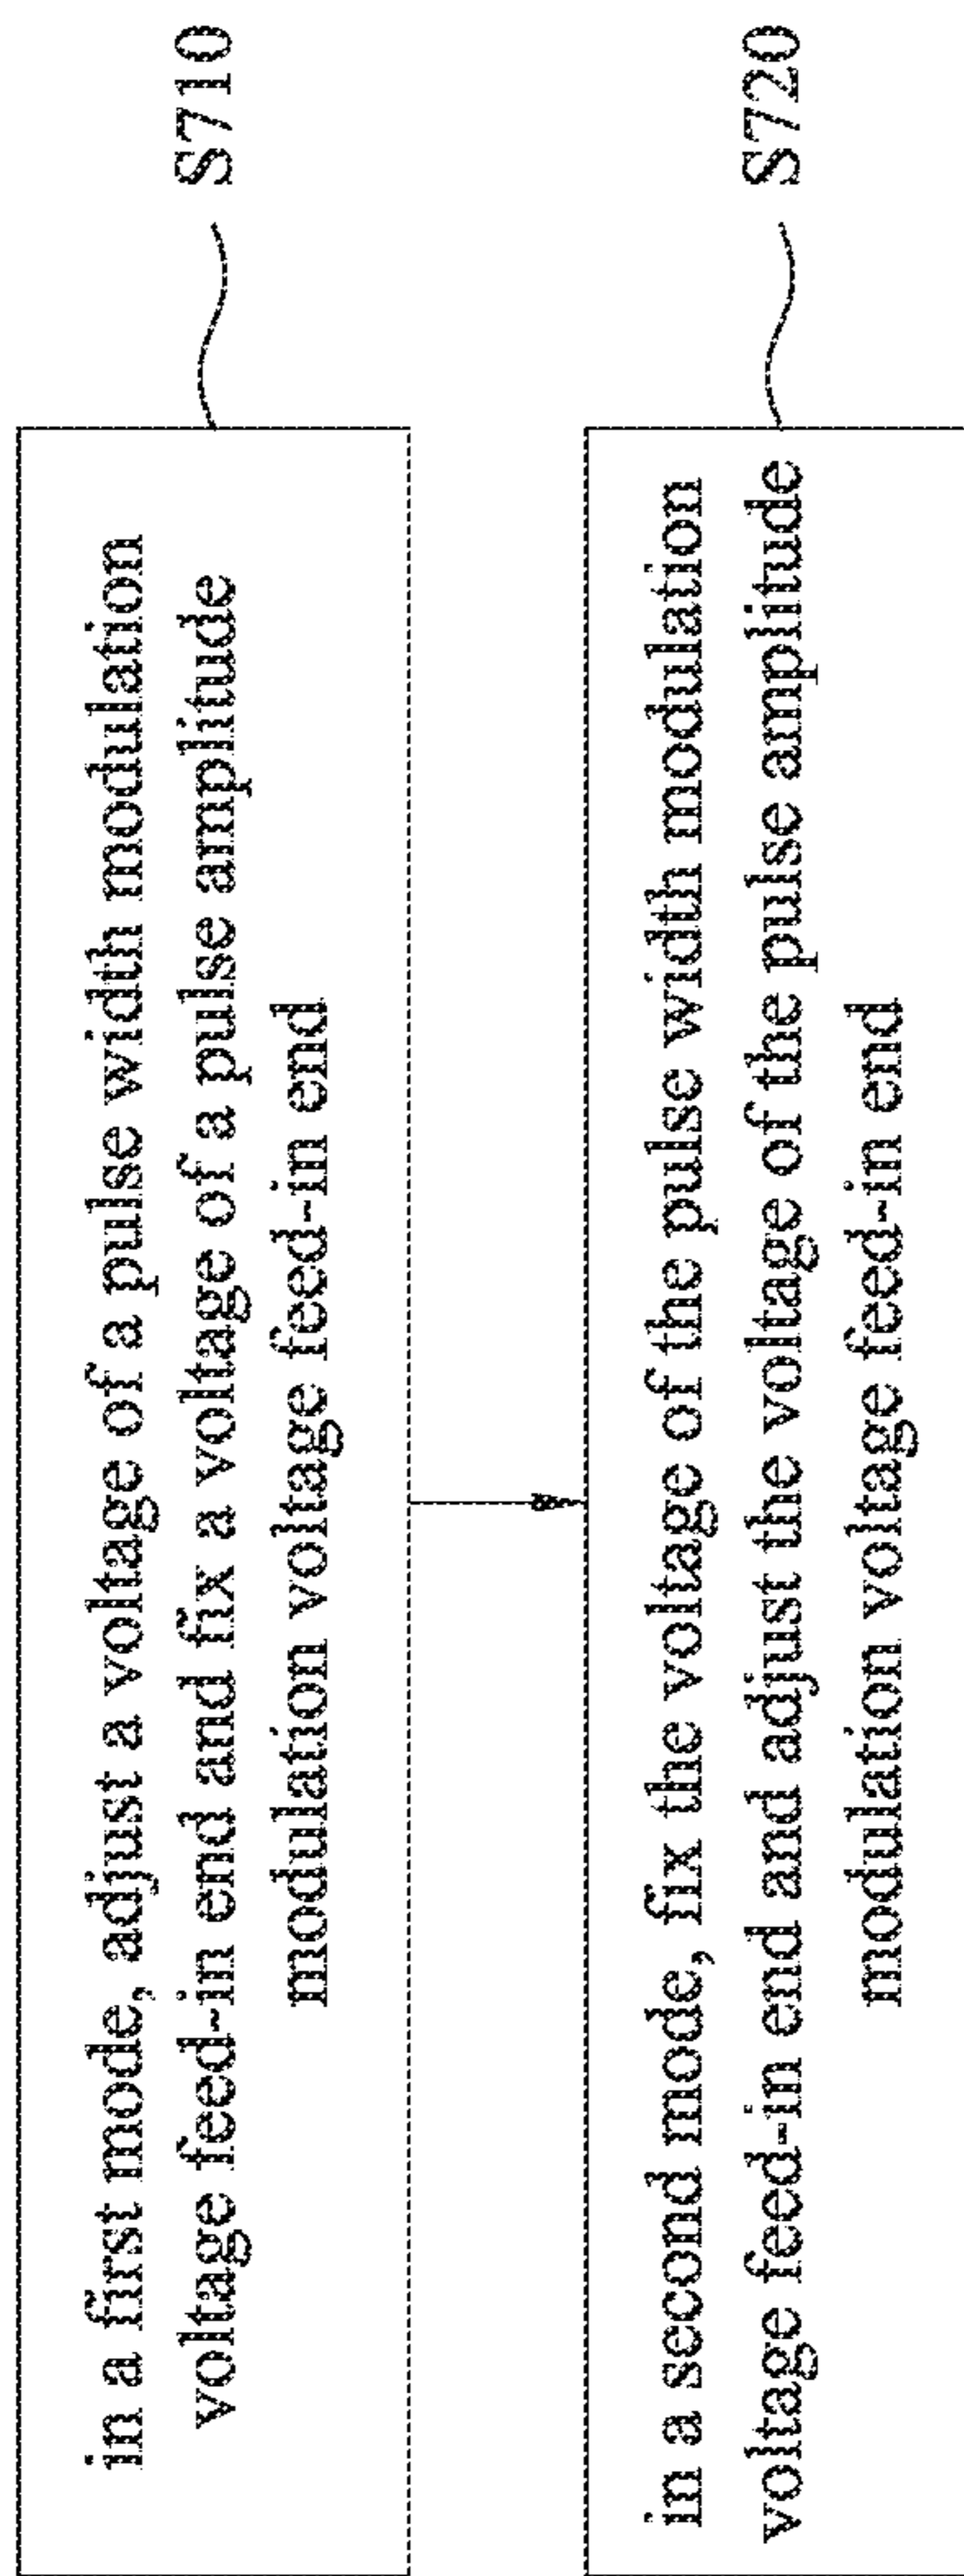 in a first mode, adjust a voltage of a pulse width modulation
voltage feed-in end and fix a voltage of a pulse amplitude
modulation voltage feed-in end
S710
in a second mode, fix the voltage of the pulse width modulation
voltage feed-in end and adjust the voltage of the pulse amplitude
modulation voltage feed-in end
S720